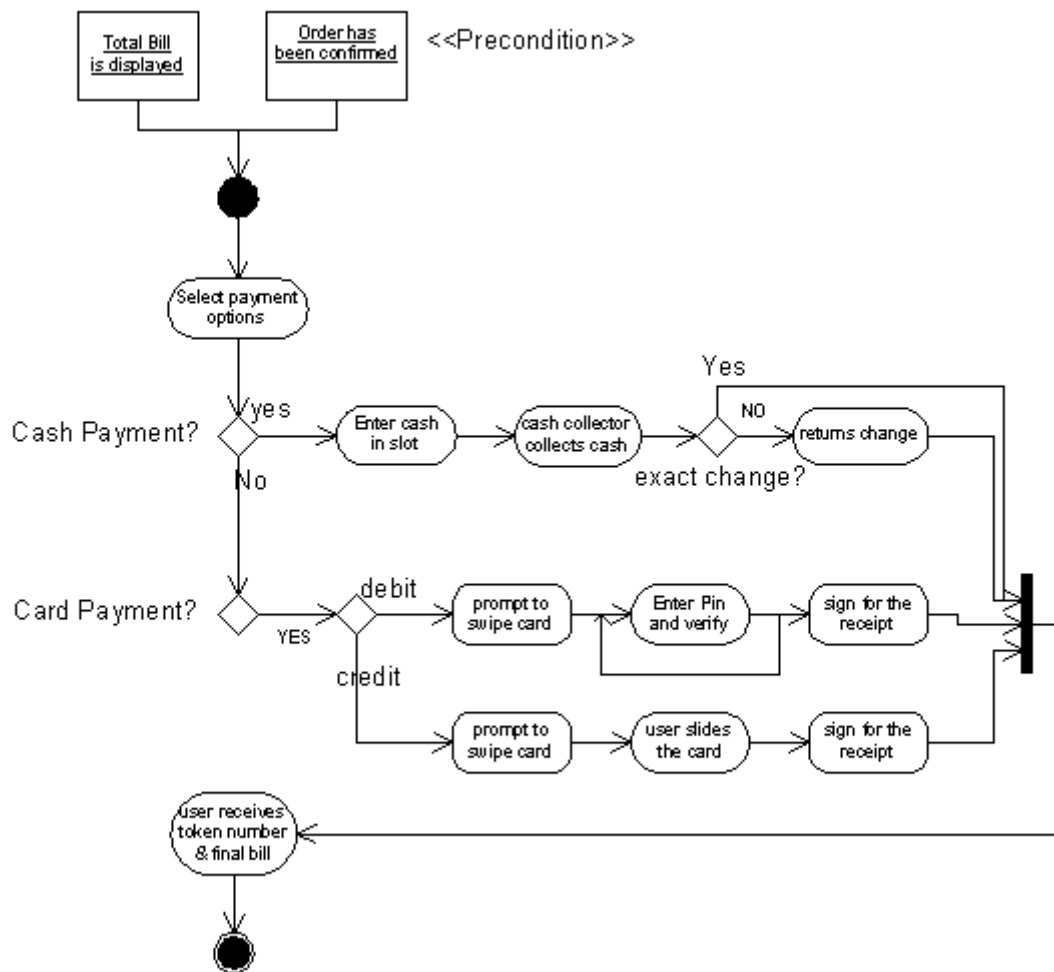 Total Bill
is displayed
Order has
been confirmed
<<Precondition>>
Select payment
options
Cash Payment?
yes
No
Enter cash
in slot
cash collector
collects cash
Yes
NO
exact change?
returns change
Card Payment?
YES
debit
credit
prompt to
swipe card
Enter Pin
and verify
sign for the
receipt
prompt to
swipe card
user slides
the card
sign for the
receipt
user receives
token number
& final bill